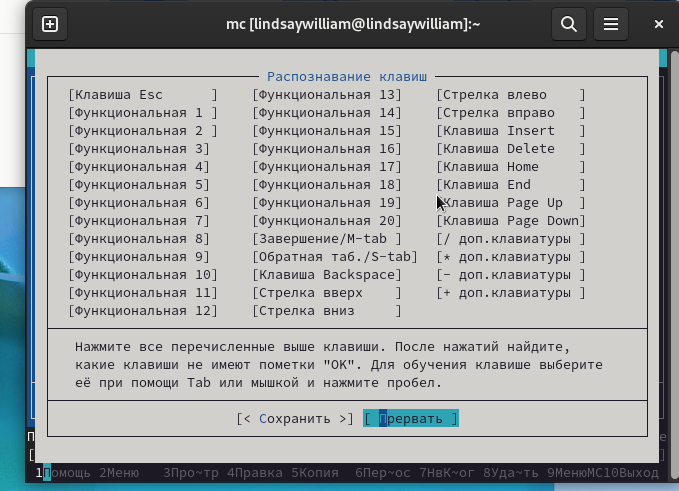 mc [lindsaywilliam@lindsaywilliam]:~
Распознавание клавиш
[Клавиша Esc ] [Функциональная 13] [Стрелка влево ]
[Функциональная 1 ] [Функциональная 14] [Стрелка вправо ]
[Функциональная 2 ] [Функциональная 15] [Клавиша Insert ]
[Функциональная 3] [Функциональная 16] [Клавиша Delete ]
[Функциональная 4] [Функциональная 17] [Клавиша Home ]
[Функциональная 5] [Функциональная 18] [Клавиша End ]
[Функциональная 6] [Функциональная 19] [Клавиша Page Up ]
[Функциональная 7] [Функциональная 20] [Клавиша Page Down]
[Функциональная 8] [Завершение/M-tab ] [/ доп.клавиатуры ]
[Функциональная 9] [Обратная таб./S-tab] [* доп.клавиатуры ]
[Функциональная 10] [Клавиша Backspace] [- доп.клавиатуры ]
[Функциональная 11] [Стрелка вверх ] [+ доп.клавиатуры ]
[Функциональная 12] [Стрелка вниз ]
Нажмите все перечисленные выше клавиши. После нажатий найдите,
какие клавиши не имеют пометки "OK". Для обучения клавише выберите
её при помощи Tab или мышкой и нажмите пробел.
[< Сохранить >] [ Прервать ]
1Помощь 2Меню 3Про~тр 4Правка 5Копия 6Пер~ос 7НвК~ог 8Уда~ть 9МенюMC10Выход